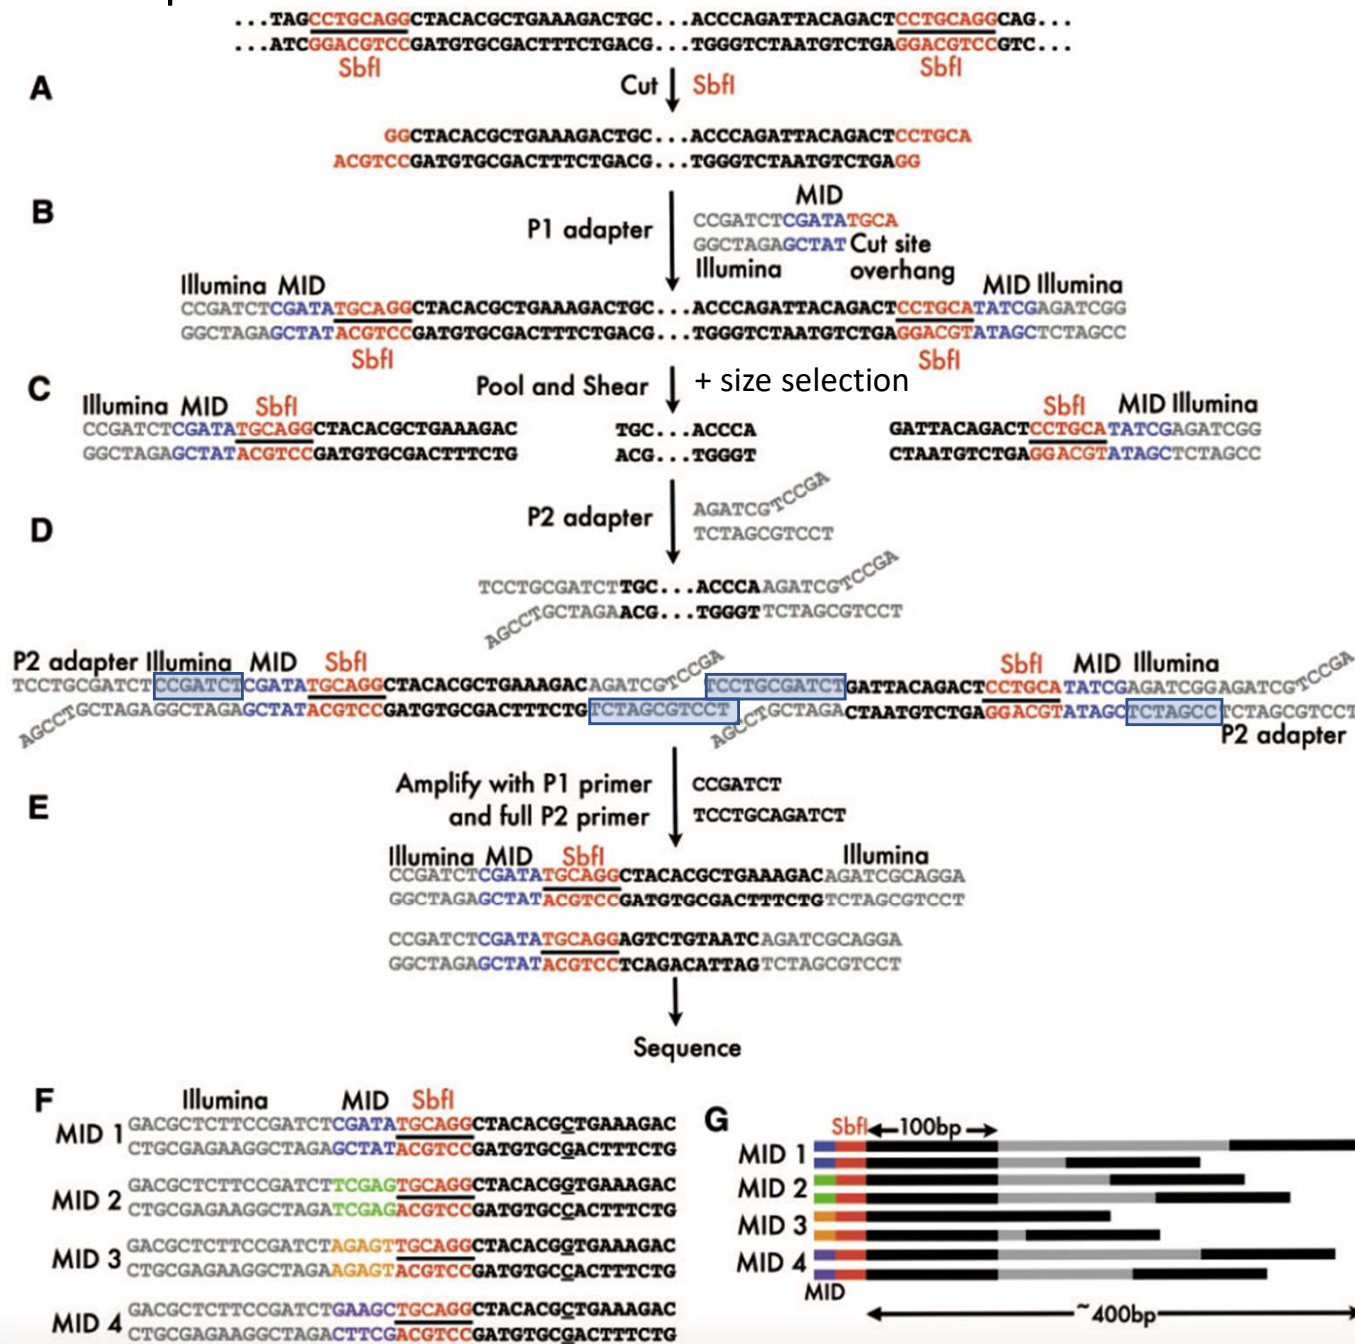 ...TAGCCTGCAGGCTACACGCTGAAAGACTGC...ACCCAGATTACAGACTCCTGCAGGCAG...
...ATCGGACGTCCGATGTGCGACTTTCTGACG...TGGGTCTAATGTCTGAGGACGTCCGTC...
SbfI SbfI
A Cut SbfI
GGCTACACGCTGAAAGACTGC...ACCCAGATTACAGACTCCTGCA
ACGTCCGATGTGCGACTTTCTGACG...TGGGTCTAATGTCTGAGG
B MID
P1 adapter CCGATCTCGATATGCA
GGCTAGAGCTAT Cut site
Illumina overhang
Illumina MID MID Illumina
CCGATCTCGATATGCAGGCTACACGCTGAAAGACTGC...ACCCAGATTACAGACTCCTGCATATCGAGATCGG
GGCTAGAGCTATACGTCCGATGTGCGACTTTCTGACG...TGGGTCTAATGTCTGAGGACGTATAGCTCTAGCC
SbfI SbfI
C Pool and Shear + size selection
Illumina MID SbfI SbfI MID Illumina
CCGATCTCGATATGCAGGCTACACGCTGAAAGAC TGC...ACCCA GATTACAGACTCCTGCATATCGAGATCGG
GGCTAGAGCTATACGTCCGATGTGCGACTTTCTG ACG...TGGGT CTAATGTCTGAGGACGTATAGCTCTAGCC
D P2 adapter AGATCGTCCGA
TCTAGCGTCCT
TCCTGCGATCTTGC...ACCCAAGATCGTCCGA
AGCCTGCTAGAACG...TGGGTTCTAGCGTCCT
P2 adapter Illumina MID SbfI SbfI MID Illumina
TCCTGCGATCTCCGATCTCGATATGCAGGCTACACGCTGAAAGACAGATCGTCCGA TCCTGCGATCTGATTACAGACTCCTGCATATCGAGATCGGAGATCGTCCGA
AGCCTGCTAGAGGCTAGAGCTATACGTCCGATGTGCGACTTTCTGTCTAGCGTCCT AGCCTGCTAGACTAATGTCTGAGGACGTATAGCTCTAGCCTCTAGCGTCCT
P2 adapter
E Amplify with P1 primer CCGATCT
and full P2 primer TCCTGCAGATCT
Illumina MID SbfI Illumina
CCGATCTCGATATGCAGGCTACACGCTGAAAGACAGATCGCAGGA
GGCTAGAGCTATACGTCCGATGTGCGACTTTCTGTCTAGCGTCCT
CCGATCTCGATATGCAGGAGTCTGTAATCAGATCGCAGGA
GGCTAGAGCTATACGTCCTCAGACATTAGTCTAGCGTCCT
Sequence
F Illumina MID SbfI
MID 1 GACGCTCTTCCGATCTCGATATGCAGGCTACACGCTGAAAGAC
CTGCGAGAAGGCTAGAGCTATACGTCCGATGTGCGACTTTCTG
MID 2 GACGCTCTTCCGATCTTCGAGTGCAGGCTACACGGTGAAAGAC
CTGCGAGAAGGCTAGATCGAGACGTCCGATGTGCCACTTTCTG
MID 3 GACGCTCTTCCGATCTAGAGTTGCAGGCTACACGGTGAAAGAC
CTGCGAGAAGGCTAGAAGAGTACGTCCGATGTGCCACTTTCTG
MID 4 GACGCTCTTCCGATCTGAAGCTGCAGGCTACACGCTGAAAGAC
CTGCGAGAAGGCTAGACTTCGACGTCCGATGTGCGACTTTCTG
G SbfI 100bp
MID 1
MID 2
MID 3
MID 4
MID
~400bp